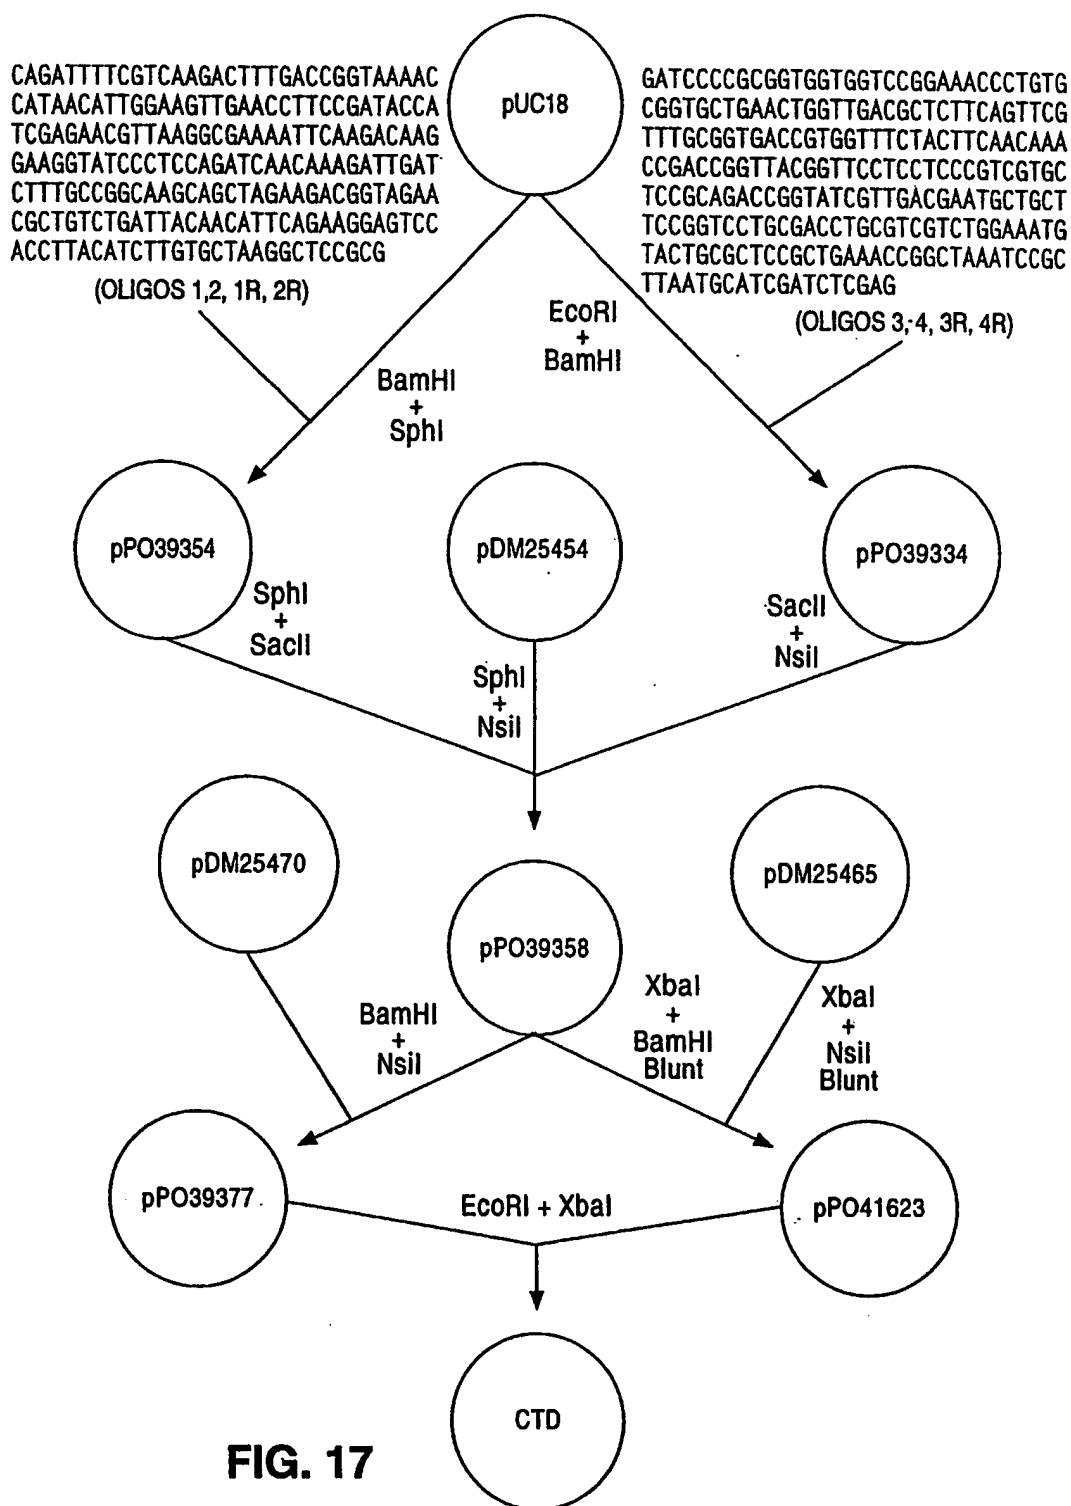 CAGATTTTCGTCAAGACTTTGACCGGTAAAAC
CATAACATTGGAAGTTGAACCTTCCGATACCA
TCGAGAACGTTAAGGCGAAAATTCAAGACAAG
GAAGGTATCCCTCCAGATCAACAAAGATTGAT
CTTTGCCGGCAAGCAGCTAGAAGACGGTAGAA
CGCTGTCTGATTACAACATTCAGAAGGAGTCC
ACCTTACATCTTGTGCTAAGGCTCCGCG
(OLIGOS 1,2, 1R, 2R)
pUC18
GATCCCCGCGGTGGTGGTCCGGAAACCCTGTG
CGGTGCTGAACTGGTTGACGCTCTTCAGTTCG
TTTGCGGTGACCGTGGTTTCTACTTCAACAAA
CCGACCGGTTACGGTTCCTCCTCCCGTCGTGC
TCCGCAGACCGGTATCGTTGACGAATGCTGCT
TCCGGTCCTGCGACCTGCGTCGTCTGGAAATG
TACTGCGCTCCGCTGAAACCGGCTAAATCCGC
TTAATGCATCGATCTCGAG
(OLIGOS 3, 4, 3R, 4R)
EcoRI
+
BamHI
BamHI
+
SphI
pPO39354
pDM25454
pPO39334
SphI
+
SacII
SacII
+
NsiI
SphI
+
NsiI
pDM25470
pPO39358
pDM25465
BamHI
+
NsiI
XbaI
+
BamHI
Blunt
XbaI
+
NsiI
Blunt
pPO39377
EcoRI + XbaI
pPO41623
CTD
FIG. 17